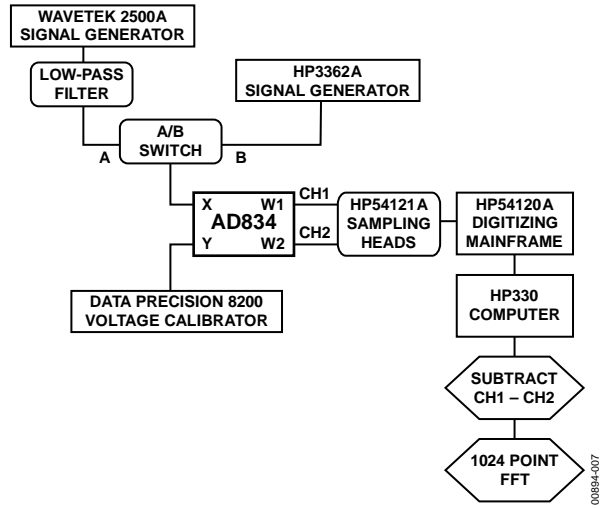 WAVETEK 2500A
SIGNAL GENERATOR
LOW-PASS
FILTER
HP3362A
SIGNAL GENERATOR
A/B
SWITCH
A
B
X W1
AD834
Y W2
CH1
CH2
HP54121A
SAMPLING
HEADS
HP54120A
DIGITIZING
MAINFRAME
DATA PRECISION 8200
VOLTAGE CALIBRATOR
HP330
COMPUTER
SUBTRACT
CH1 – CH2
1024 POINT
FFT
00894-007